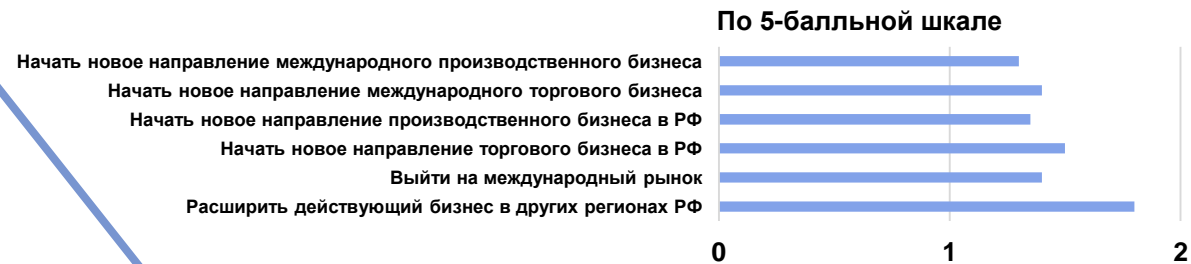 По 5-балльной шкале
Начать новое направление международного производственного бизнеса
Начать новое направление международного торгового бизнеса
Начать новое направление производственного бизнеса в РФ
Начать новое направление торгового бизнеса в РФ
Выйти на международный рынок
Расширить действующий бизнес в других регионах РФ
0 1 2